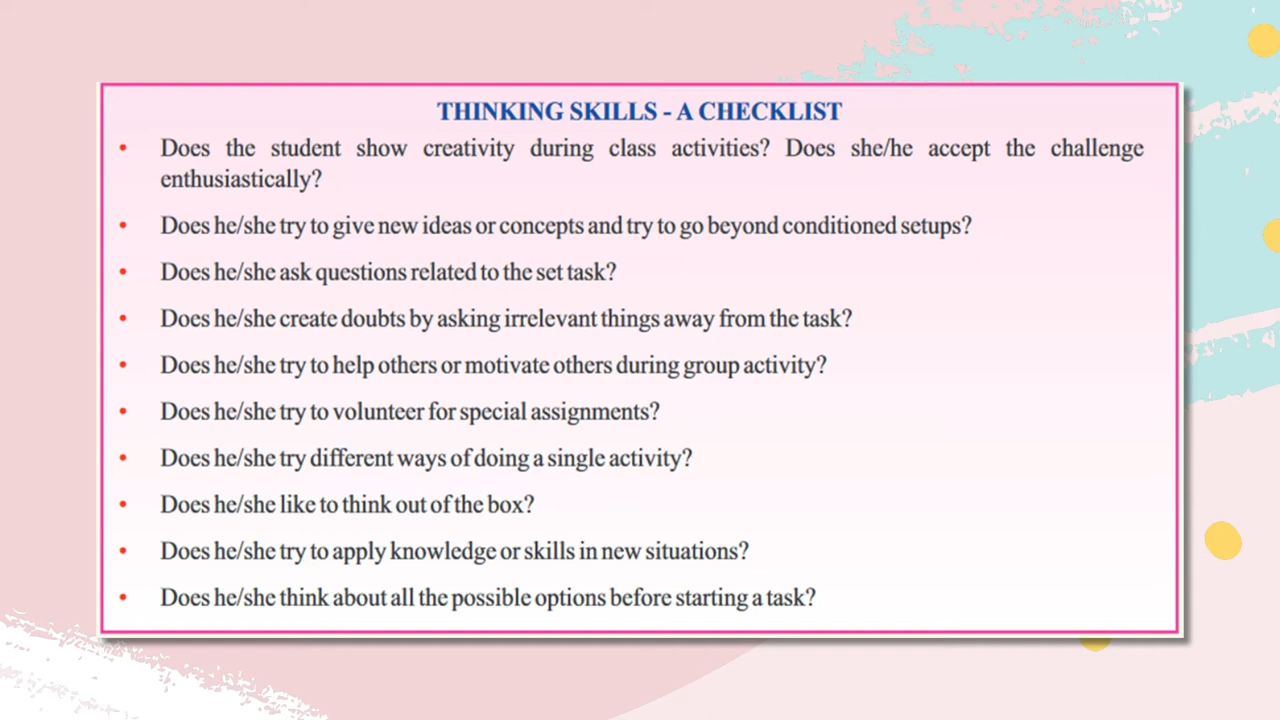 THINKING SKILLS - A CHECKLIST
• Does the student show creativity during class activities? Does she/he accept the challenge
enthusiastically?
• Does he/she try to give new ideas or concepts and try to go beyond conditioned setups?
• Does he/she ask questions related to the set task?
• Does he/she create doubts by asking irrelevant things away from the task?
• Does he/she try to help others or motivate others during group activity?
• Does he/she try to volunteer for special assignments?
• Does he/she try different ways of doing a single activity?
• Does he/she like to think out of the box?
• Does he/she try to apply knowledge or skills in new situations?
• Does he/she think about all the possible options before starting a task?